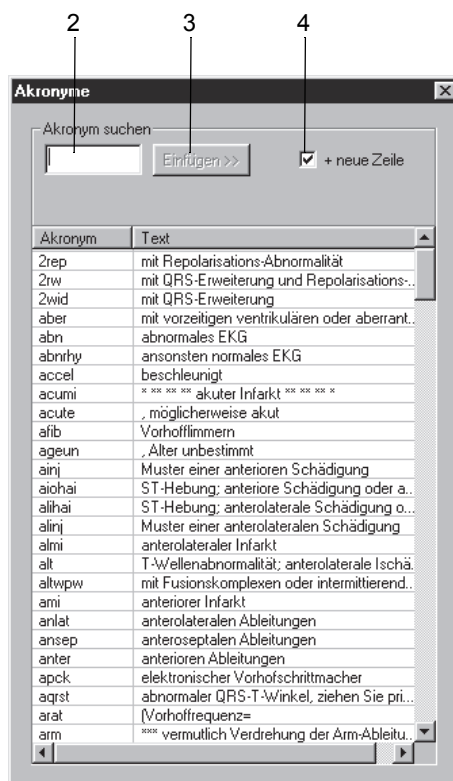 2 3 4
Akronyme
Akronym suchen
Einfügen >> + neue Zeile
Akronym Text
2rep mit Repolarisations-Abnormalität
2rw mit QRS-Erweiterung und Repolarisations-..
2wid mit QRS-Erweiterung
aber mit vorzeitigen ventrikulären oder aberrant..
abn abnormales EKG
abnrhy ansonsten normales EKG
accel beschleunigt
acumi * ** ** ** akuter Infarkt ** ** ** *
acute , möglicherweise akut
afib Vorhofflimmern
ageun , Alter unbestimmt
ainj Muster einer anterioren Schädigung
aiohai ST-Hebung; anteriore Schädigung oder a..
alihai ST-Hebung; anterolaterale Schädigung o..
alinj Muster einer anterolateralen Schädigung
almi anterolateraler Infarkt
alt T-Wellenabnormalität; anterolaterale Ischä.
altwpw mit Fusionskomplexen oder intermittierend..
ami anteriorer Infarkt
anlat anterolateralen Ableitungen
ansep anteroseptalen Ableitungen
anter anterioren Ableitungen
apck elektronischer Vorhofschrittmacher
aqrst abnormaler QRS-T-Winkel, ziehen Sie pri...
arat (Vorhoffrequenz=
arm *** vermutlich Verdrehung der Arm-Ableitu..